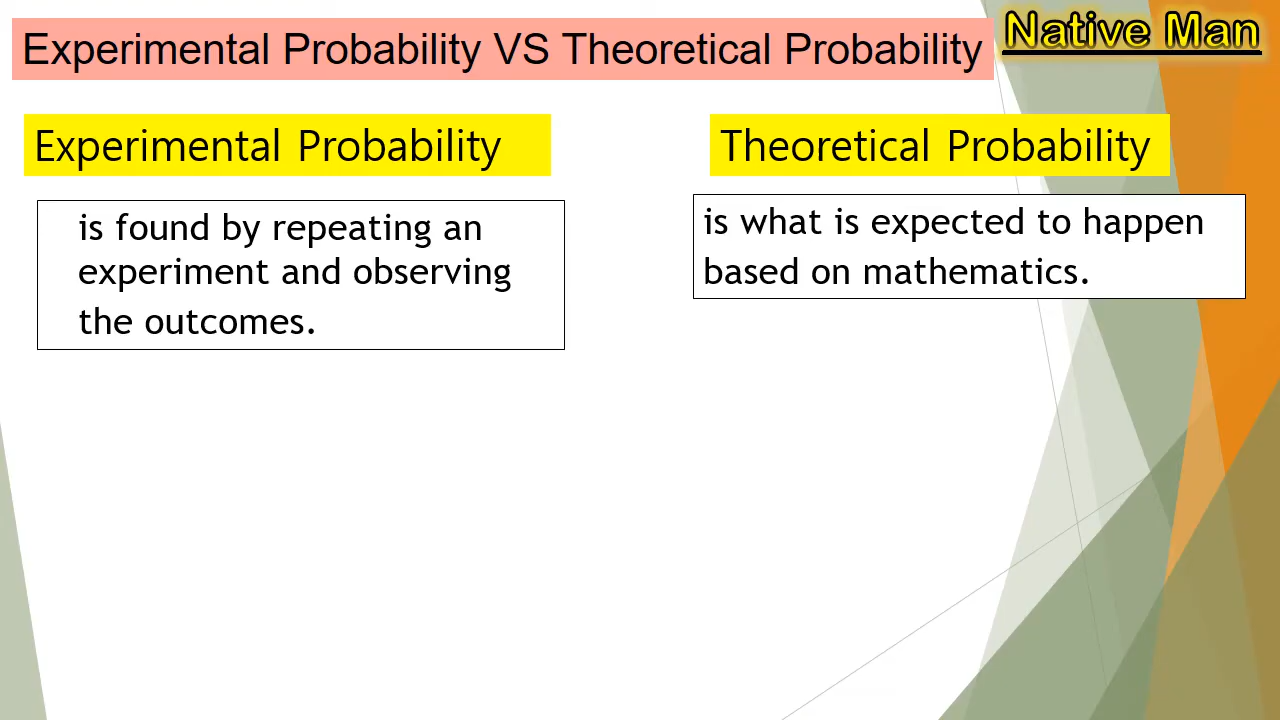 Experimental Probability VS Theoretical Probability
Native Man
Experimental Probability
is found by repeating an
experiment and observing
the outcomes.
Theoretical Probability
is what is expected to happen
based on mathematics.